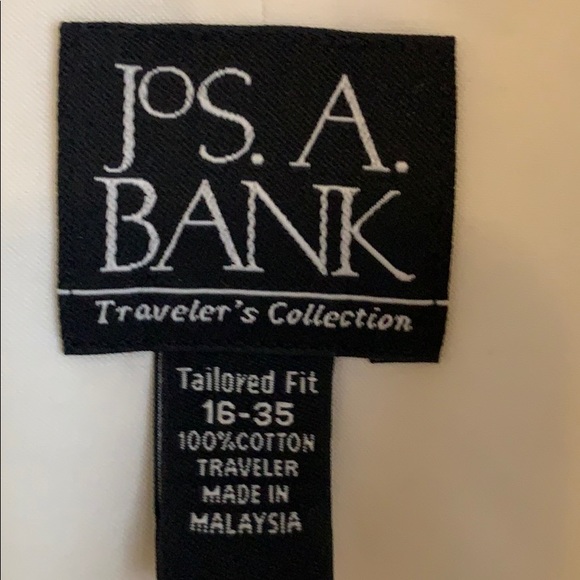 JoS. A.
BANK
Traveler's Collection
Tailored Fit
16-35
100%COTTON
TRAVELER
MADE IN
MALAYSIA